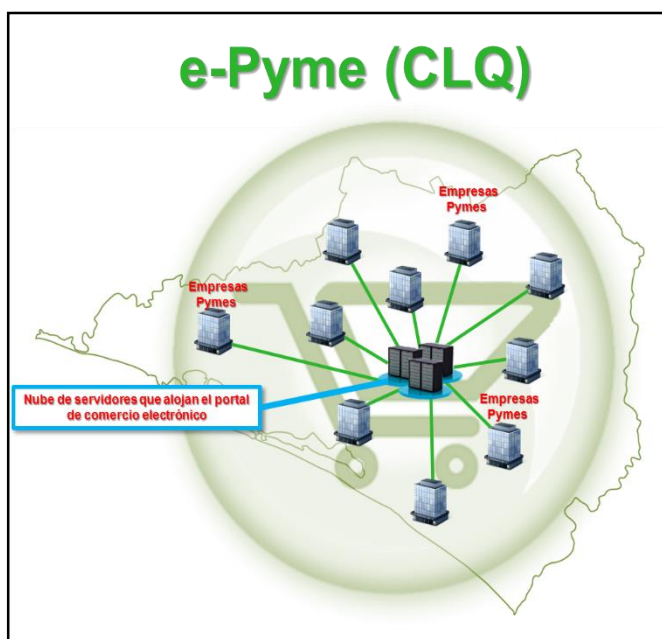 e-Pyme (CLQ)
Empresas
Pymes
Empresas
Pymes
Nube de servidores que alojan el portal
de comercio electrónico
Empresas
Pymes